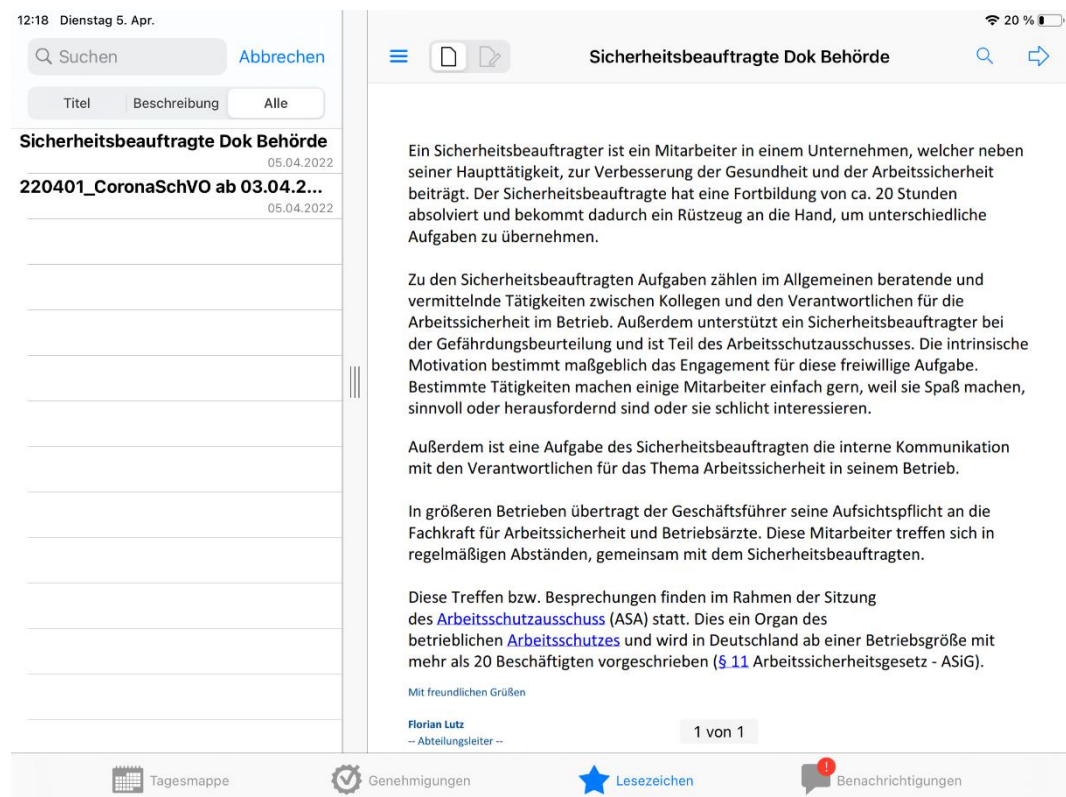 12:18 Dienstag 5. Apr.
20 %
Suchen
Abbrechen
Titel
Beschreibung
Alle
Sicherheitsbeauftragte Dok Behörde
05.04.2022
220401_CoronaSchVO ab 03.04.2...
05.04.2022
Sicherheitsbeauftragte Dok Behörde
Ein Sicherheitsbeauftragter ist ein Mitarbeiter in einem Unternehmen, welcher neben
seiner Haupttätigkeit, zur Verbesserung der Gesundheit und der Arbeitssicherheit
beiträgt. Der Sicherheitsbeauftragte hat eine Fortbildung von ca. 20 Stunden
absolviert und bekommt dadurch ein Rüstzeug an die Hand, um unterschiedliche
Aufgaben zu übernehmen.
Zu den Sicherheitsbeauftragten Aufgaben zählen im Allgemeinen beratende und
vermittelnde Tätigkeiten zwischen Kollegen und den Verantwortlichen für die
Arbeitssicherheit im Betrieb. Außerdem unterstützt ein Sicherheitsbeauftragter bei
der Gefährdungsbeurteilung und ist Teil des Arbeitsschutzausschusses. Die intrinsische
Motivation bestimmt maßgeblich das Engagement für diese freiwillige Aufgabe.
Bestimmte Tätigkeiten machen einige Mitarbeiter einfach gern, weil sie Spaß machen,
sinnvoll oder herausfordernd sind oder sie schlicht interessieren.
Außerdem ist eine Aufgabe des Sicherheitsbeauftragten die interne Kommunikation
mit den Verantwortlichen für das Thema Arbeitssicherheit in seinem Betrieb.
In größeren Betrieben übertragt der Geschäftsführer seine Aufsichtspflicht an die
Fachkraft für Arbeitssicherheit und Betriebsärzte. Diese Mitarbeiter treffen sich in
regelmäßigen Abständen, gemeinsam mit dem Sicherheitsbeauftragten.
Diese Treffen bzw. Besprechungen finden im Rahmen der Sitzung
des Arbeitsschutzausschuss (ASA) statt. Dies ein Organ des
betrieblichen Arbeitsschutzes und wird in Deutschland ab einer Betriebsgröße mit
mehr als 20 Beschäftigten vorgeschrieben (§ 11 Arbeitssicherheitsgesetz - ASiG).
Mit freundlichen Grüßen
Florian Lutz
-- Abteilungsleiter --
1 von 1
Tagesmappe
Genehmigungen
Lesezeichen
!
Benachrichtigungen